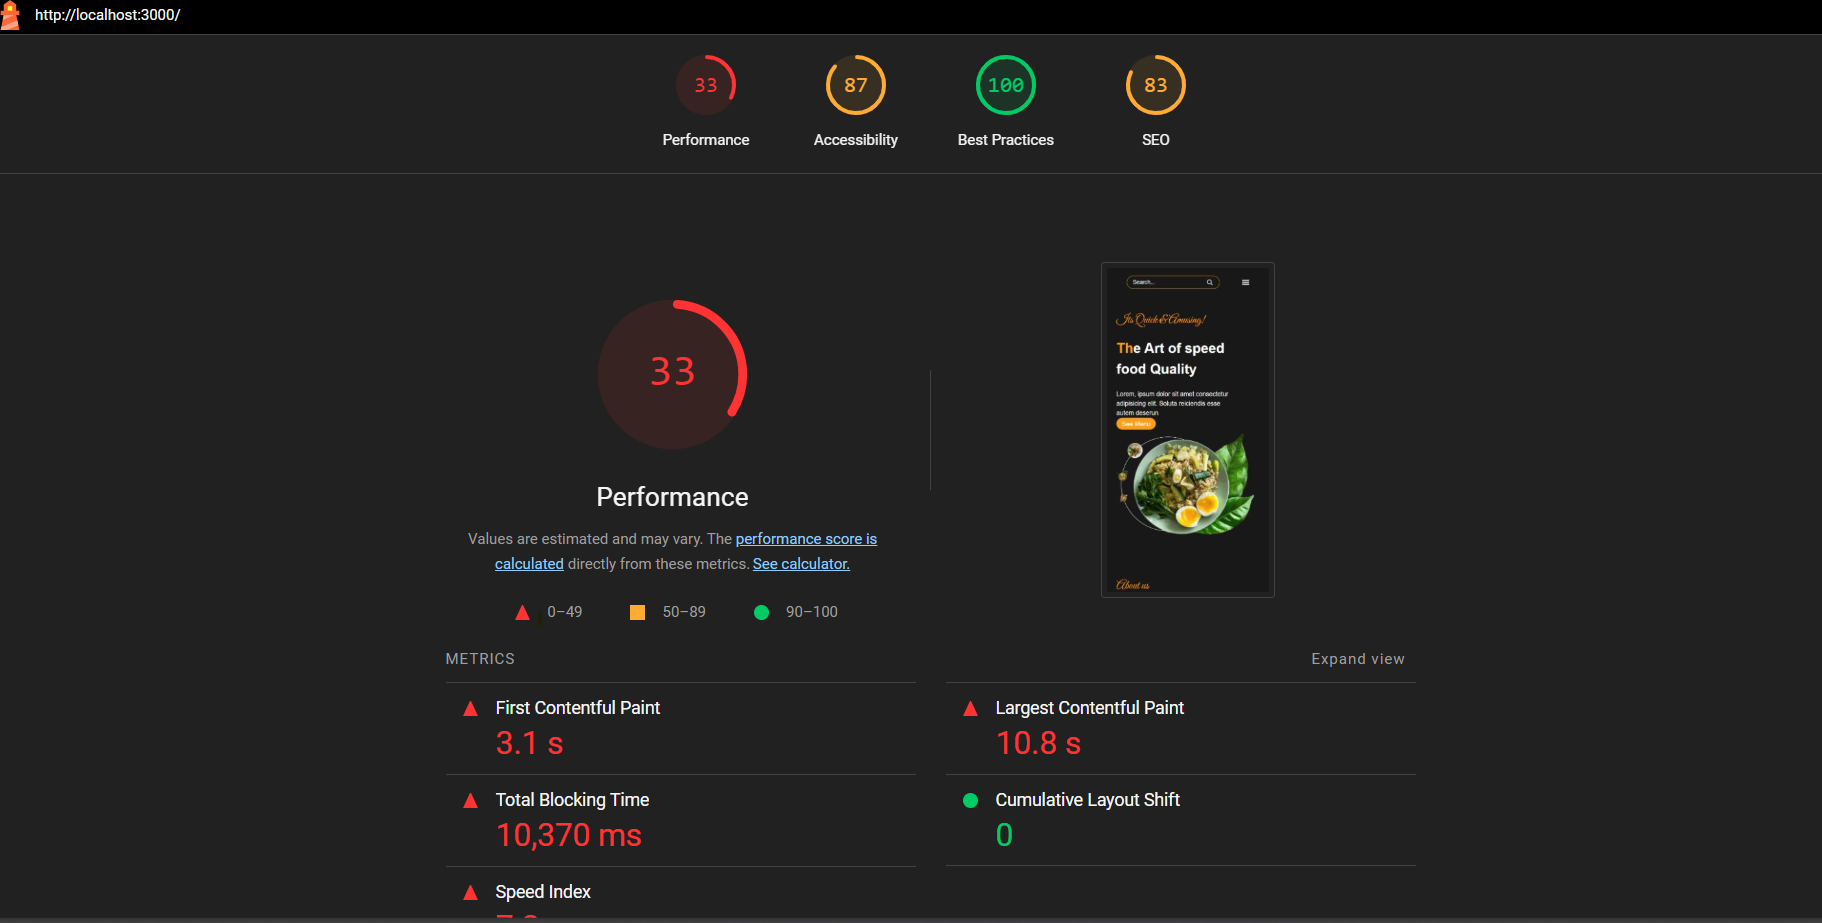 http://localhost:3000/
33
87
100
83
Performance
Accessibility
Best Practices
SEO
33
Performance
Values are estimated and may vary. The performance score is
calculated directly from these metrics. See calculator.
0–49
50–89
90–100
Search...
Its Quick & Amusing!
The Art of speed
food Quality
Lorem, ipsum dolor sit amet consectetur
adipisicing elit. Soluta reiciendis esse
autem deserun
See Menu
About us
METRICS
Expand view
First Contentful Paint
3.1 s
Largest Contentful Paint
10.8 s
Total Blocking Time
10,370 ms
Cumulative Layout Shift
0
Speed Index